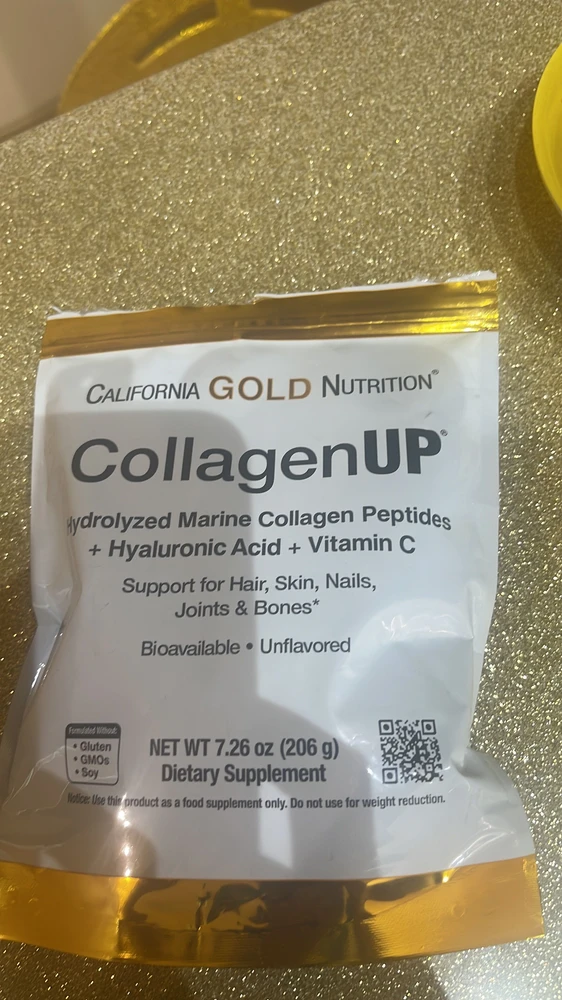 CALIFORNIA GOLD NUTRITION®
CollagenUP®
Hydrolyzed Marine Collagen Peptides
+ Hyaluronic Acid + Vitamin C
Support for Hair, Skin, Nails,
Joints & Bones*
Bioavailable • Unflavored
Formulated Without:
• Gluten
• GMOs
• Soy
NET WT 7.26 oz (206 g)
Dietary Supplement
Notice: Use this product as a food supplement only. Do not use for weight reduction.